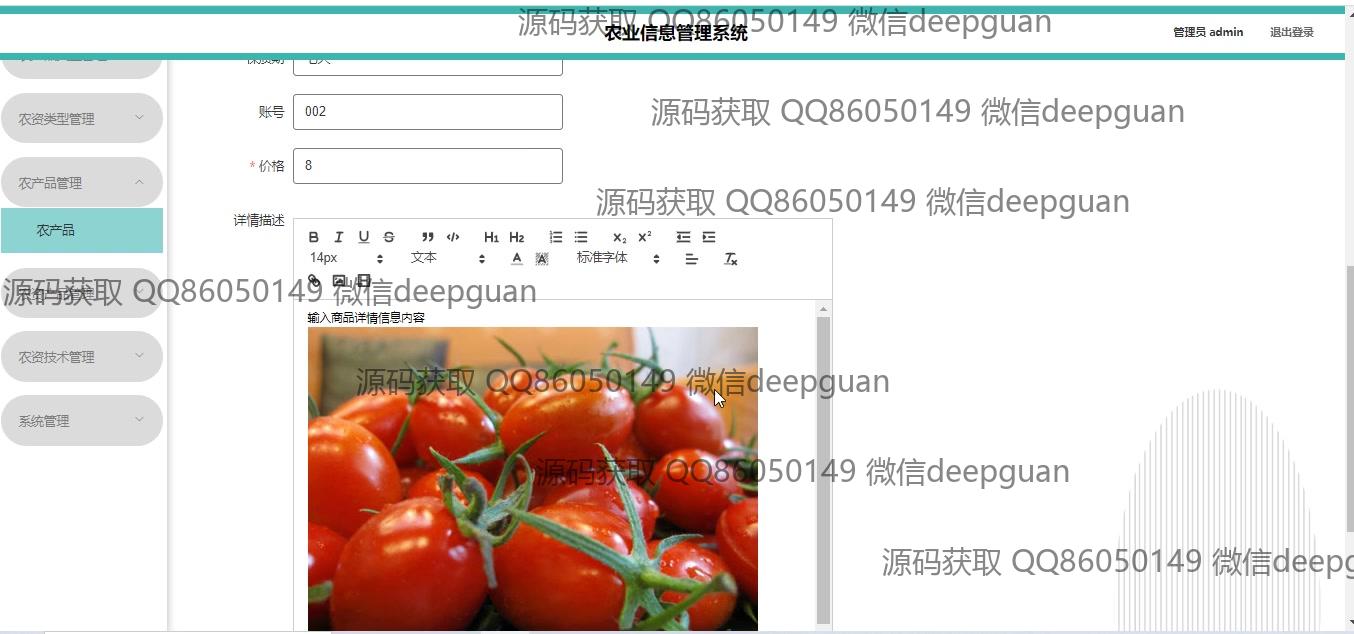 农业信息管理系统
管理员 admin
退出登录
源码获取 QQ86050149 微信deepguan
账号
002
源码获取 QQ86050149 微信deepguan
农资类型管理
* 价格
8
农产品管理
源码获取 QQ86050149 微信deepguan
详情描述
农产品
B I U S ” </> H1 H2 X2 X2
14px
文本
A A
标准字体
Tx
源码获取 QQ86050149 微信deepguan
输入商品详情信息内容
农资技术管理
源码获取 QQ86050149 微信deepguan
系统管理
源码获取 QQ86050149 微信deepguan
源码获取 QQ86050149 微信deepg